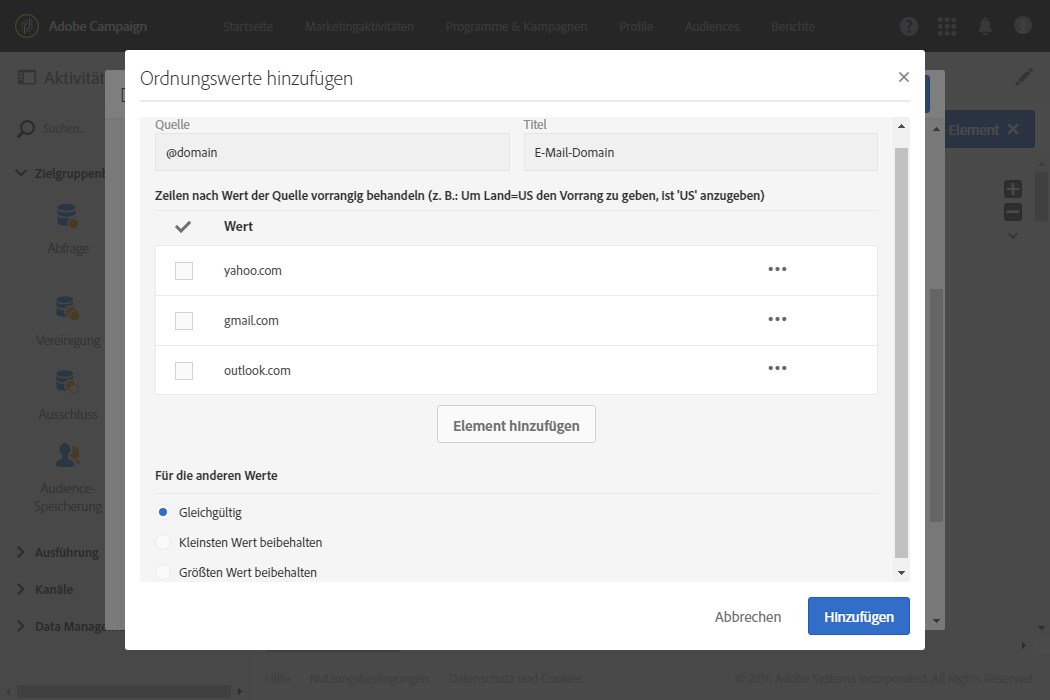 Adobe Campaign Startseite Marketingaktivitäten Programme & Kampagnen Profile Audiences Berichte
Aktivität
Ordnungswerte hinzufügen
Suchen...
Element
Quelle Titel
@domain E-Mail-Domain
Zielgruppenb
Zeilen nach Wert der Quelle vorrangig behandeln (z. B.: Um Land=US den Vorrang zu geben, ist 'US' anzugeben)
Wert
Abfrage
yahoo.com
gmail.com
Vereinigung
outlook.com
Ausschluss
Element hinzufügen
Für die anderen Werte
Audience-
Speicherung
Gleichgültig
Kleinsten Wert beibehalten
Größten Wert beibehalten
Ausführung
Kanäle
Data Manage
Abbrechen Hinzufügen
Hilfe Nutzungsbedingungen Datenschutz und Cookies © 2016 Adobe Systems Incorporated. All Rights Reserved.